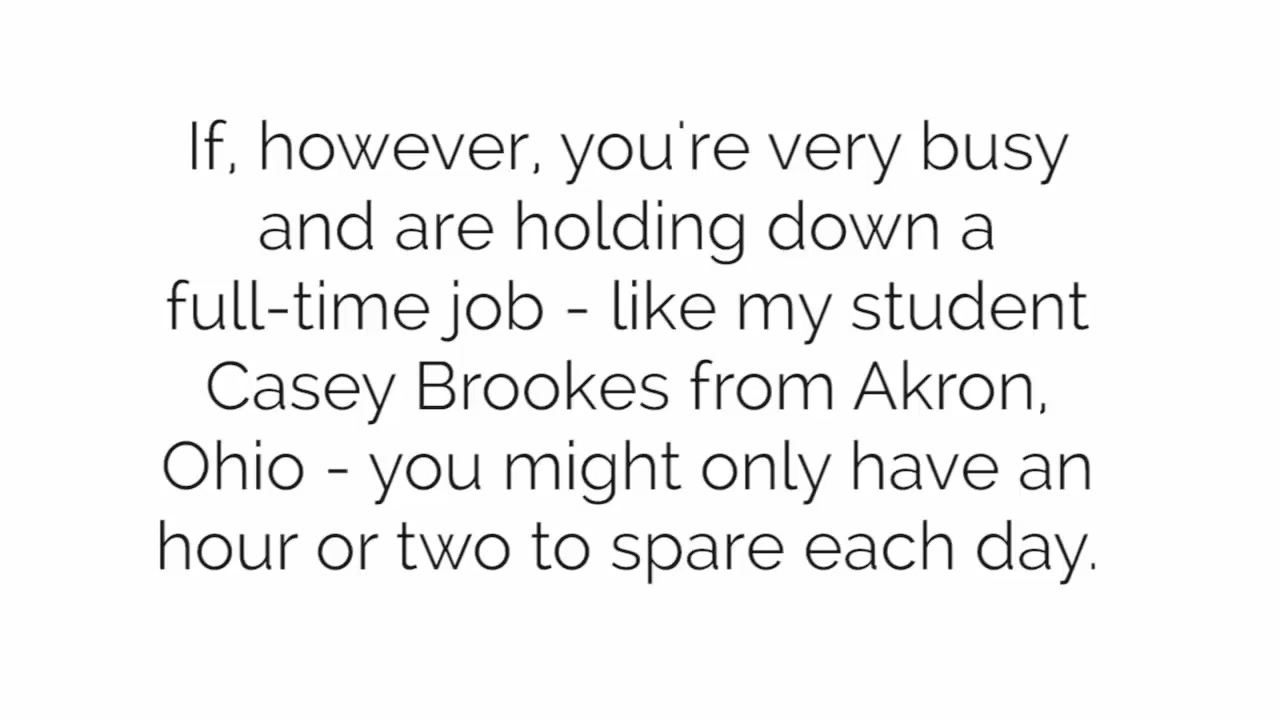 If, however, you're very busy
and are holding down a
full-time job - like my student
Casey Brookes from Akron,
Ohio - you might only have an
hour or two to spare each day.